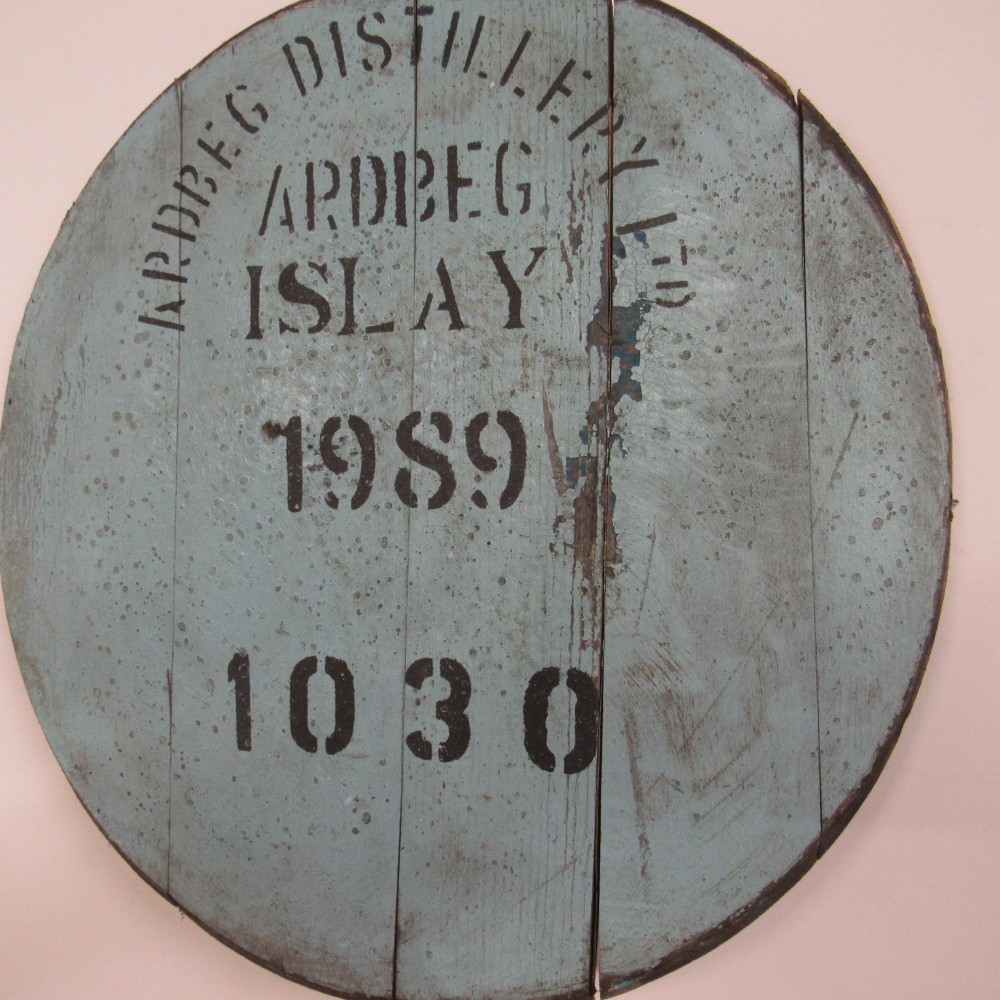 ARDBEG DISTILLERY LTD
ARDBEG
ISLAY
1989
1030